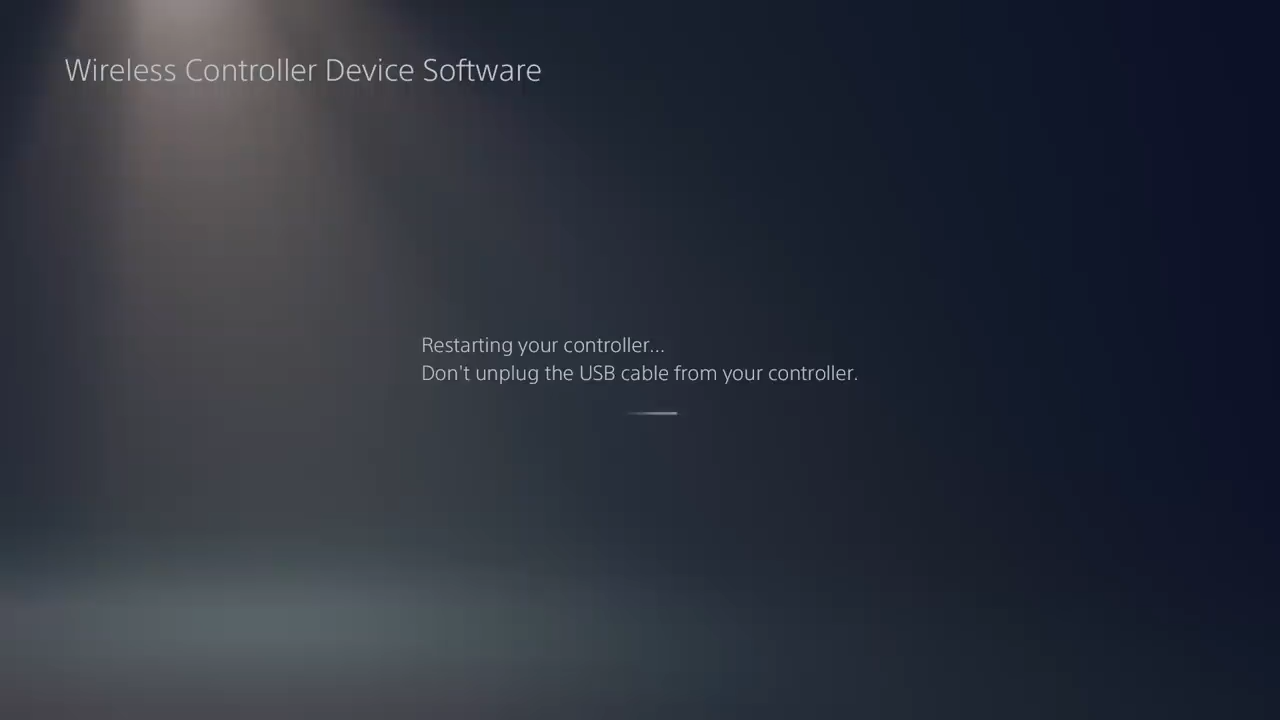 Wireless Controller Device Software
Restarting your controller...
Don't unplug the USB cable from your controller.